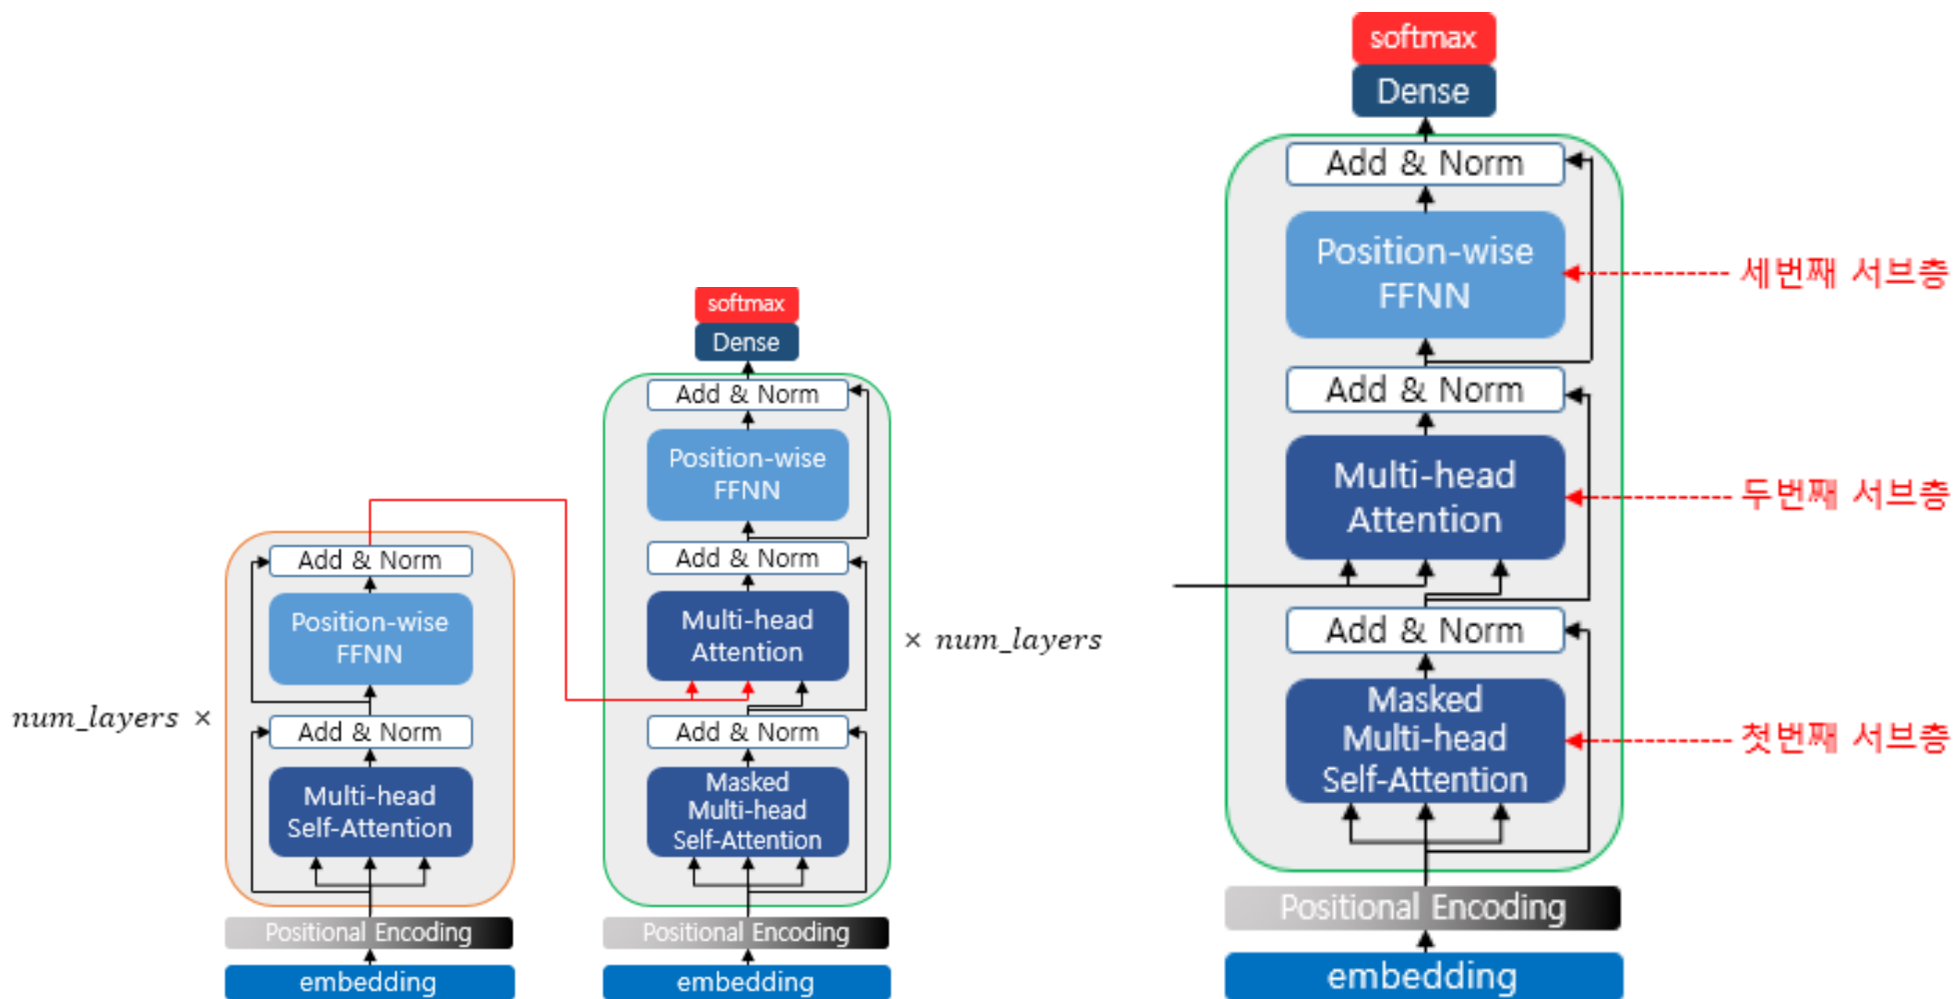 num_layers ×
Add & Norm
Position-wise
FFNN
Add & Norm
Multi-head
Self-Attention
Positional Encoding
embedding
softmax
Dense
Add & Norm
Position-wise
FFNN
Add & Norm
Multi-head
Attention
Add & Norm
Masked
Multi-head
Self-Attention
Positional Encoding
embedding
× num_layers
softmax
Dense
Add & Norm
Position-wise
FFNN
세번째 서브층
Add & Norm
Multi-head
Attention
두번째 서브층
Add & Norm
Masked
Multi-head
Self-Attention
첫번째 서브층
Positional Encoding
embedding